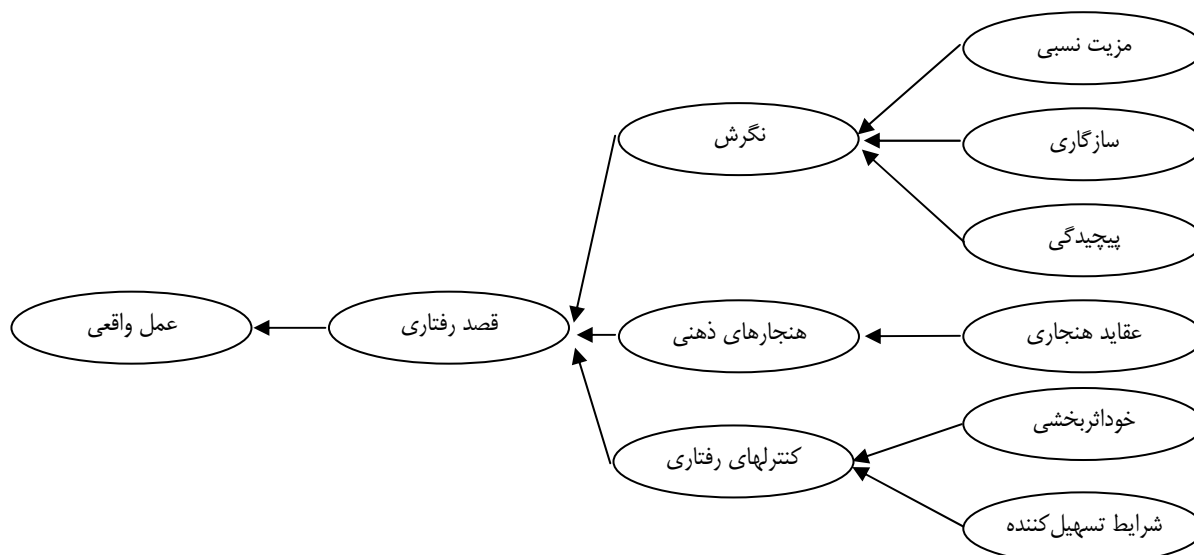 مزیت نسبی
نگرش
سازگاری
پیچیدگی
عمل واقعی
قصد رفتاری
هنجارهای ذهنی
عقاید هنجاری
خوداثربخشی
کنترلهای رفتاری
شرایط تسهیل‌کننده